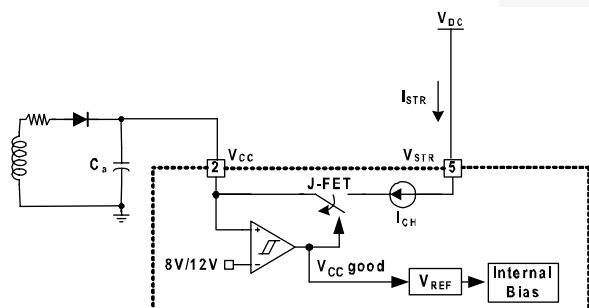 V_DC
I_STR
C_a
2 V_CC
V_STR 5
J-FET
I_CH
+
8V/12V -
V_CC good
V_REF
Internal
Bias